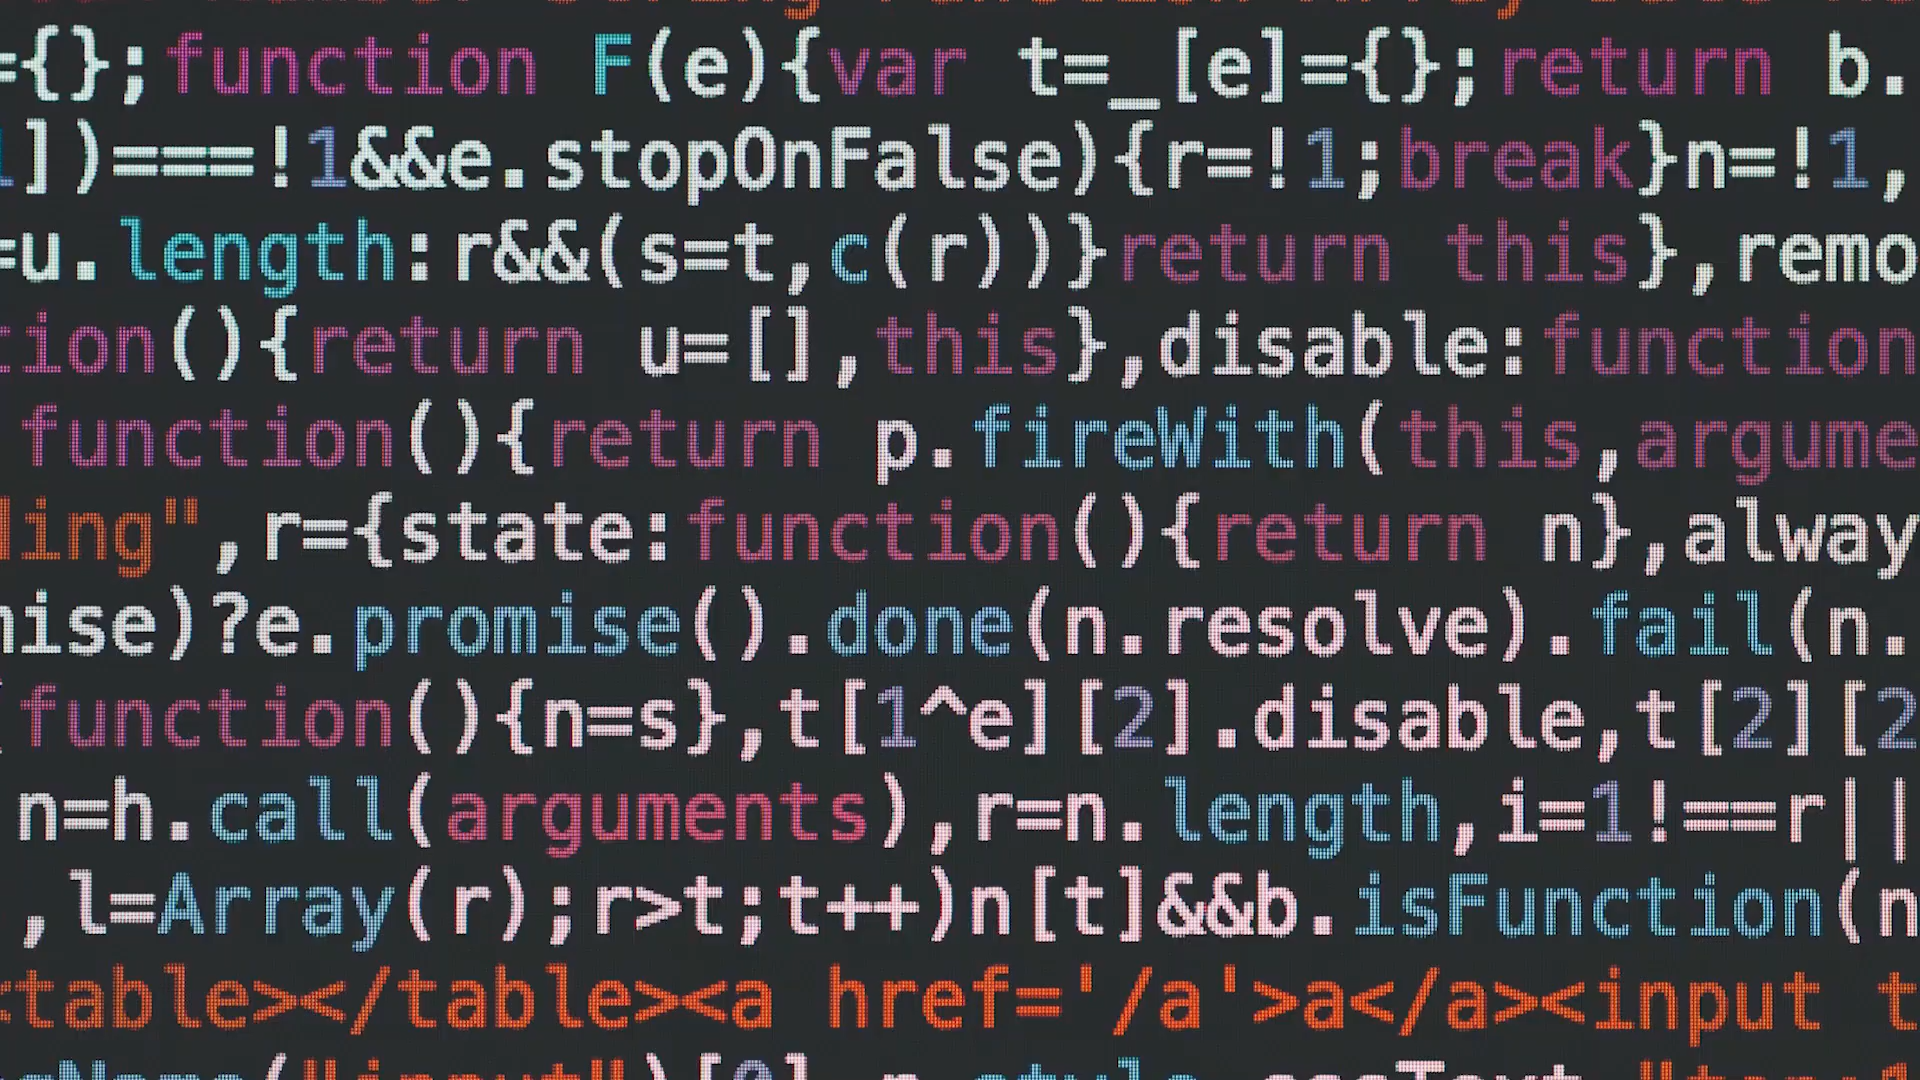 ={};function F(e){var t=_[e]={};return b.
])===!1&&e.stopOnFalse){r=!1;break}n=!1,
=u.length:r&&(s=t,c(r))}return this},remo
tion(){return u=[],this},disable:function
function(){return p.fireWith(this,argume
ling",r={state:function(){return n},alway
mise)?e.promise().done(n.resolve).fail(n.
(function(){n=s},t[1^e][2].disable,t[2][2
n=h.call(arguments),r=n.length,i=1!==r||
,l=Array(r);r>t;t++)n[t]&&b.isFunction(n
<table></table><a href='/a'>a</a><input t